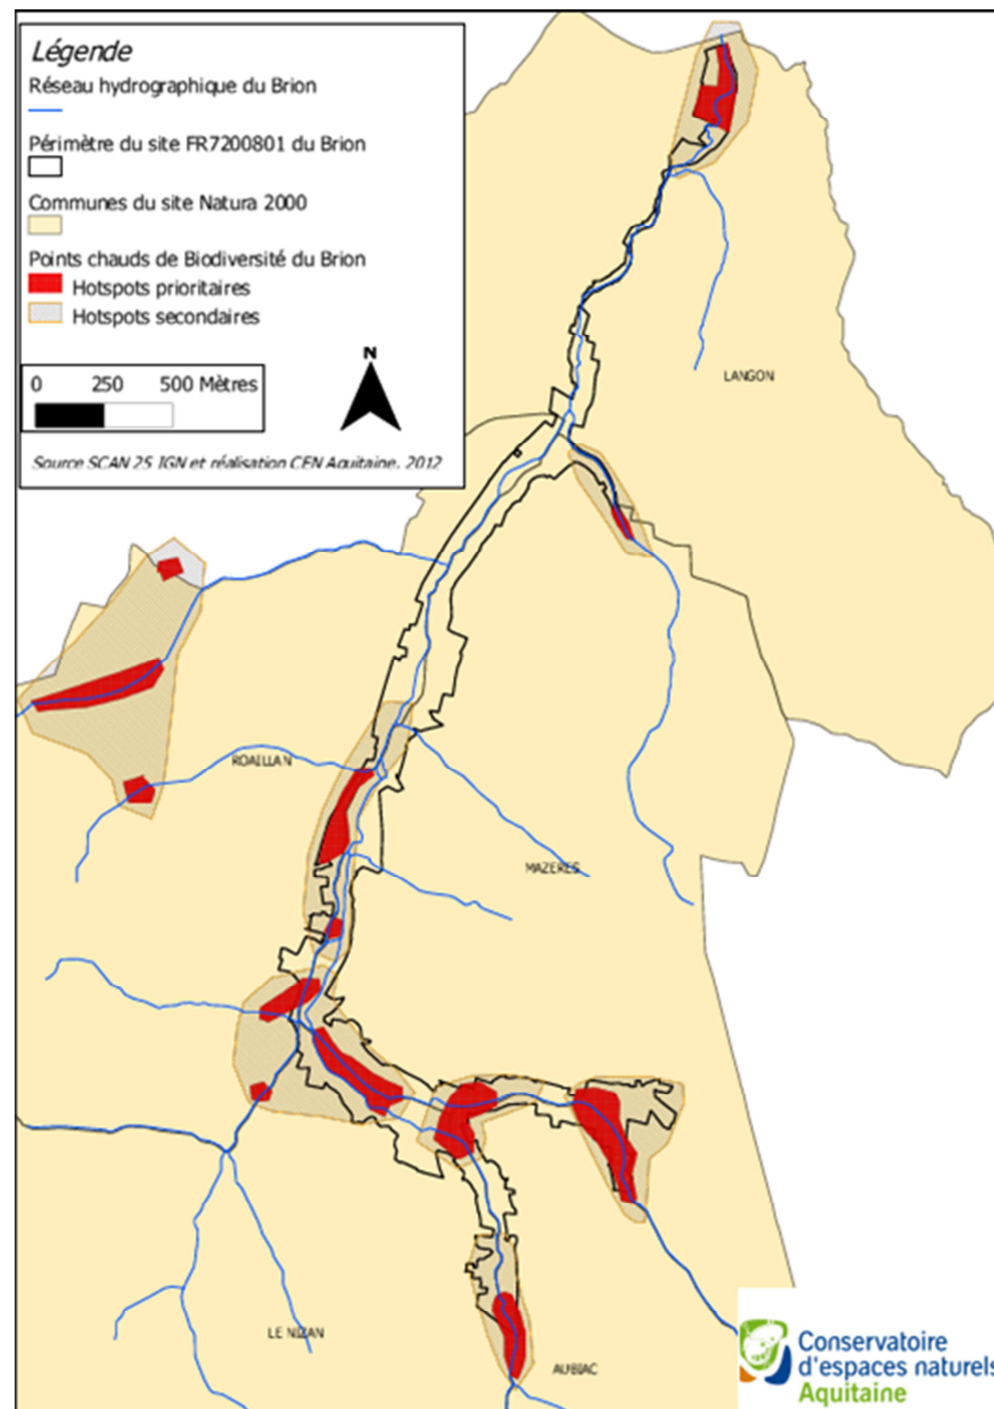 Légende
Réseau hydrographique du Brion
Périmètre du site FR7200801 du Brion
Communes du site Natura 2000
Points chauds de Biodiversité du Brion
Hotspots prioritaires
Hotspots secondaires
0 250 500 Mètres
N
Source SCAN 25 IGN et réalisation CEN Aquitaine, 2012
LANGON
ROAILLAN
MAZERES
LE NIZAN
AUBIAC
Conservatoire
d'espaces naturels
Aquitaine